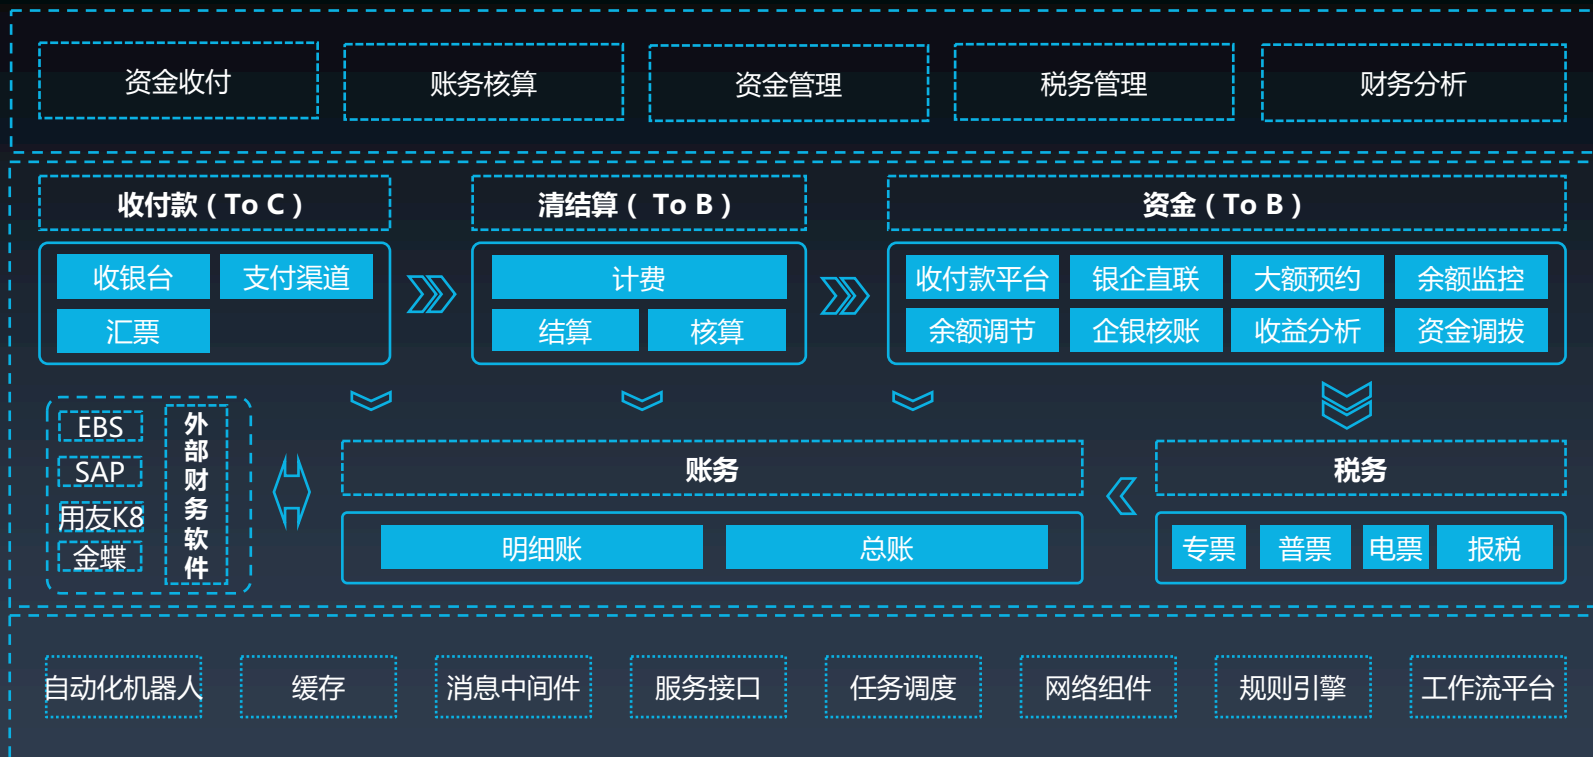 资金收付
账务核算
资金管理
税务管理
财务分析
收付款（To C）
清结算（ To B）
资金（To B）
收银台
支付渠道
汇票
计费
结算
核算
收付款平台
银企直联
大额预约
余额监控
余额调节
企银核账
收益分析
资金调拨
EBS
SAP
用友K8
金蝶
外部财务软件
账务
明细账
总账
税务
专票
普票
电票
报税
自动化机器人
缓存
消息中间件
服务接口
任务调度
网络组件
规则引擎
工作流平台